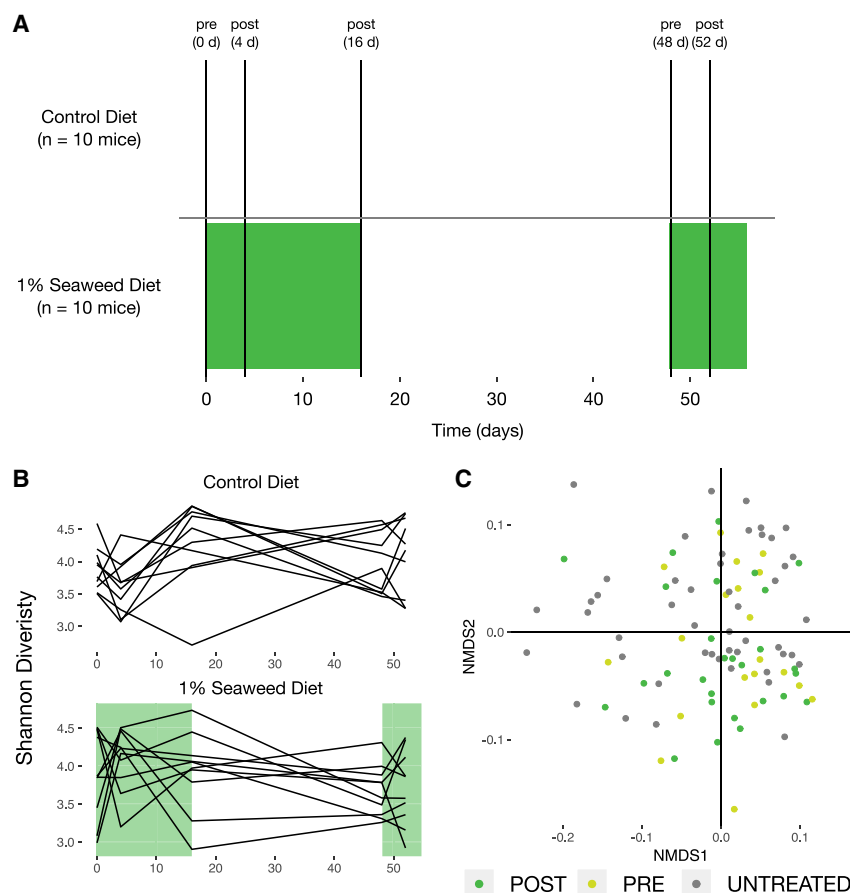 A
pre post post pre post
(0 d) (4 d) (16 d) (48 d) (52 d)
Control Diet
(n = 10 mice)
1% Seaweed Diet
(n = 10 mice)
0 10 20 30 40 50
Time (days)
B
Control Diet
4.5
4.0
3.5
3.0
0 10 20 30 40 50
1% Seaweed Diet
4.5
4.0
3.5
3.0
0 10 20 30 40 50
Shannon Diveristy
C
0.1
0.0
-0.1
NMDS2
-0.2 -0.1 0.0 0.1
NMDS1
POST PRE UNTREATED